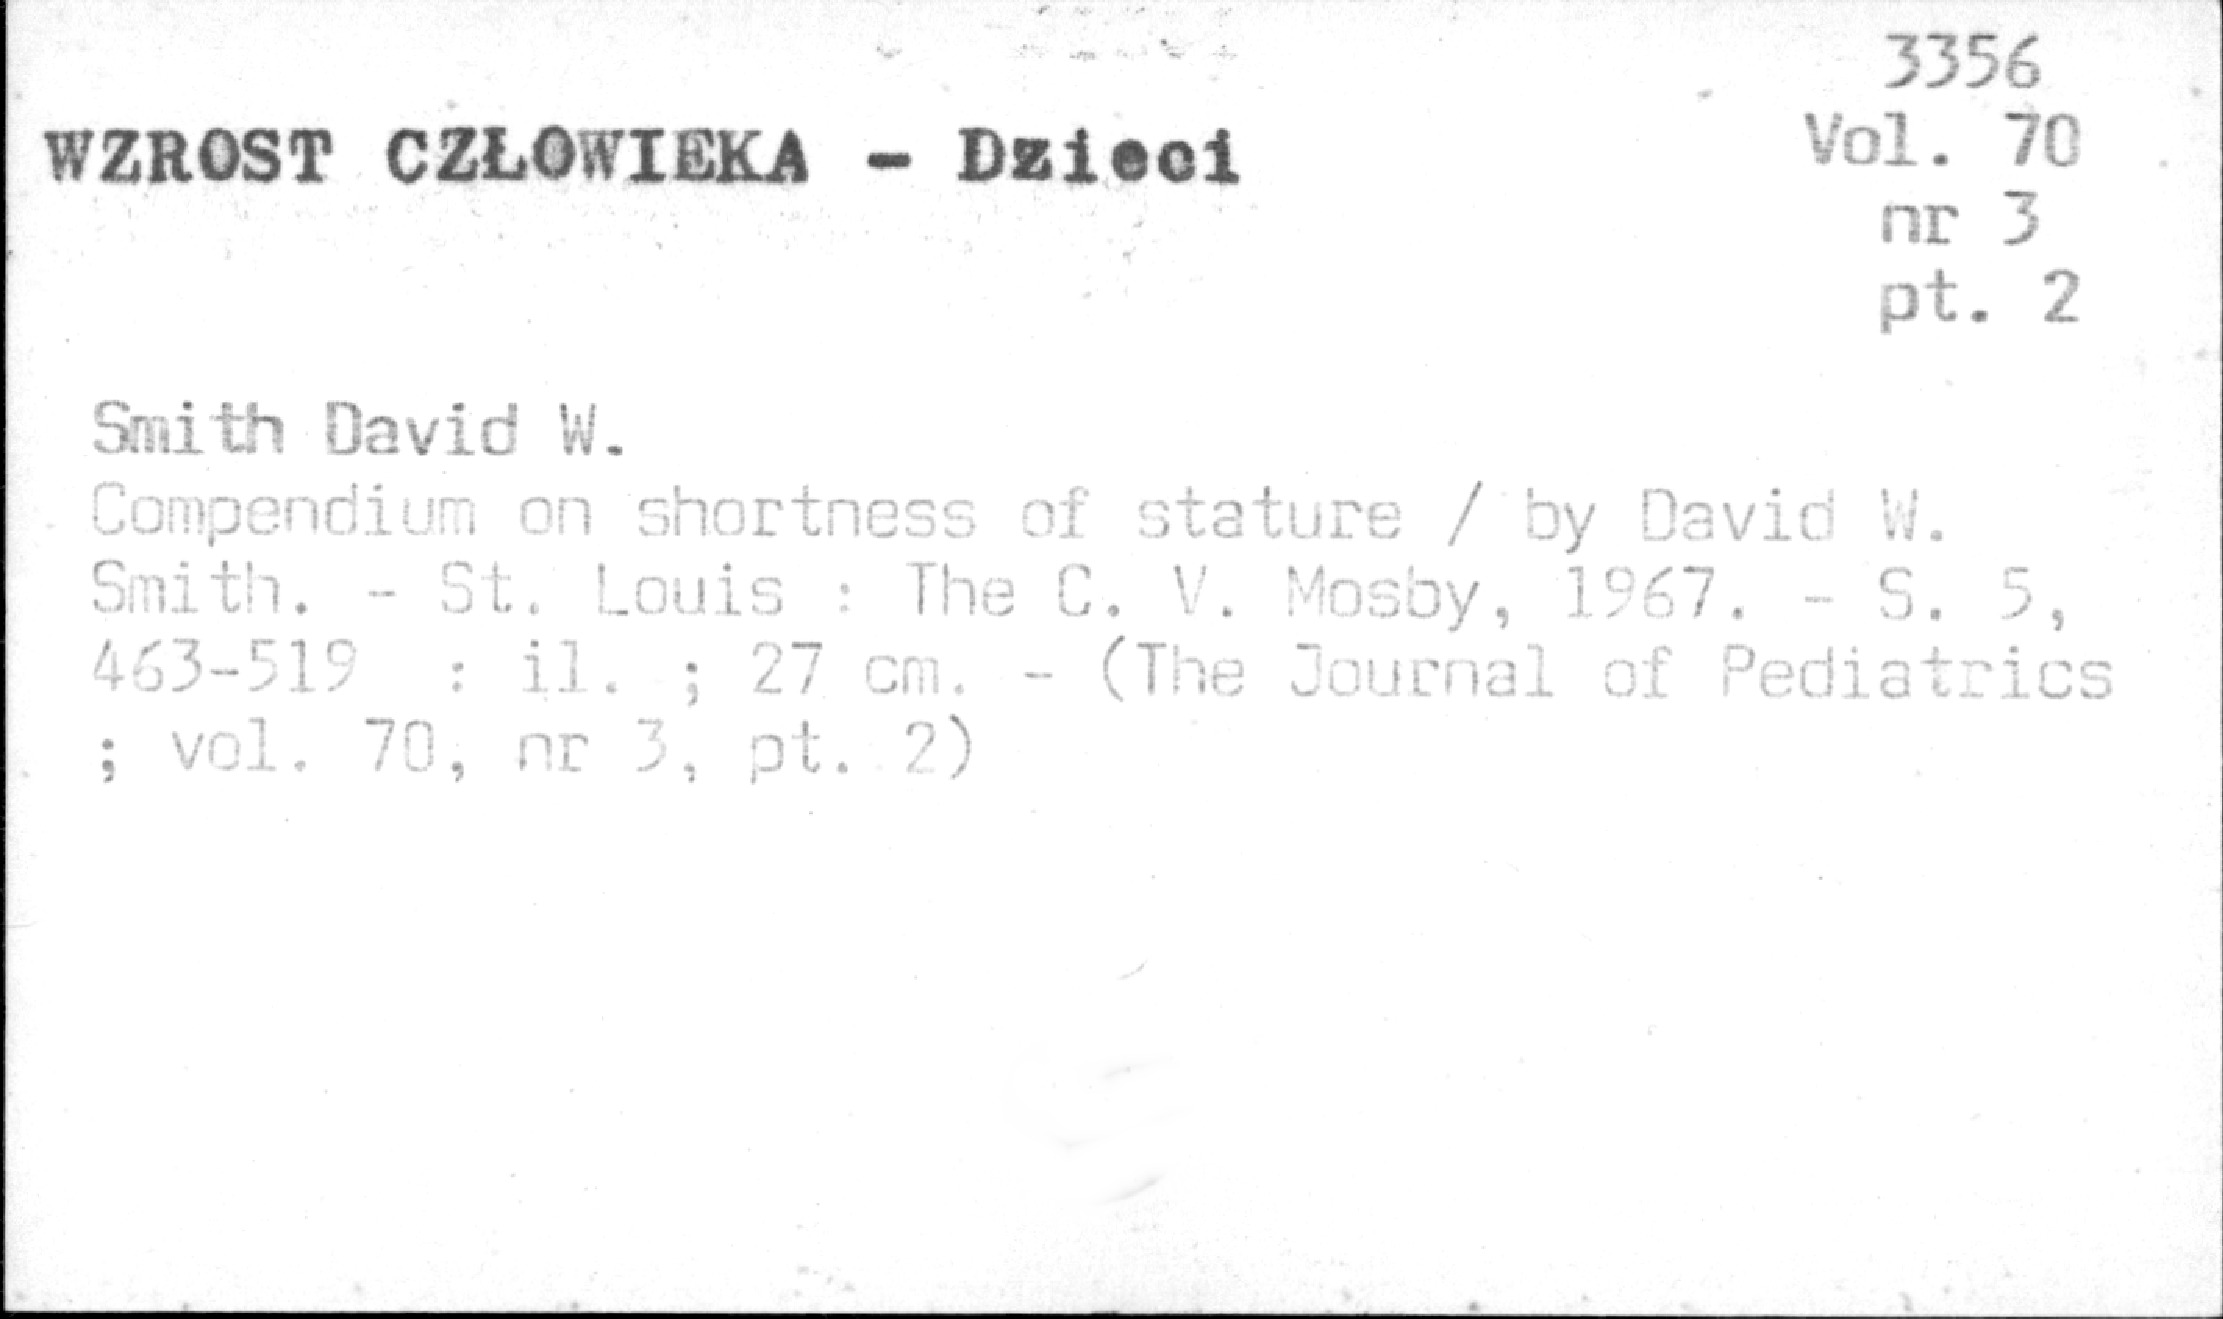 3356
WZROST CZŁOWIEKA - Dzieci
Vol. 70
nr 3
pt. 2
Smith David W.
Compendium on shortness of stature / by David W.
Smith. - St. Louis : The C. V. Mosby, 1967. - S. 5,
463-519 : il. ; 27 cm. - (The Journal of Pediatrics
; vol. 70, nr 3, pt. 2)